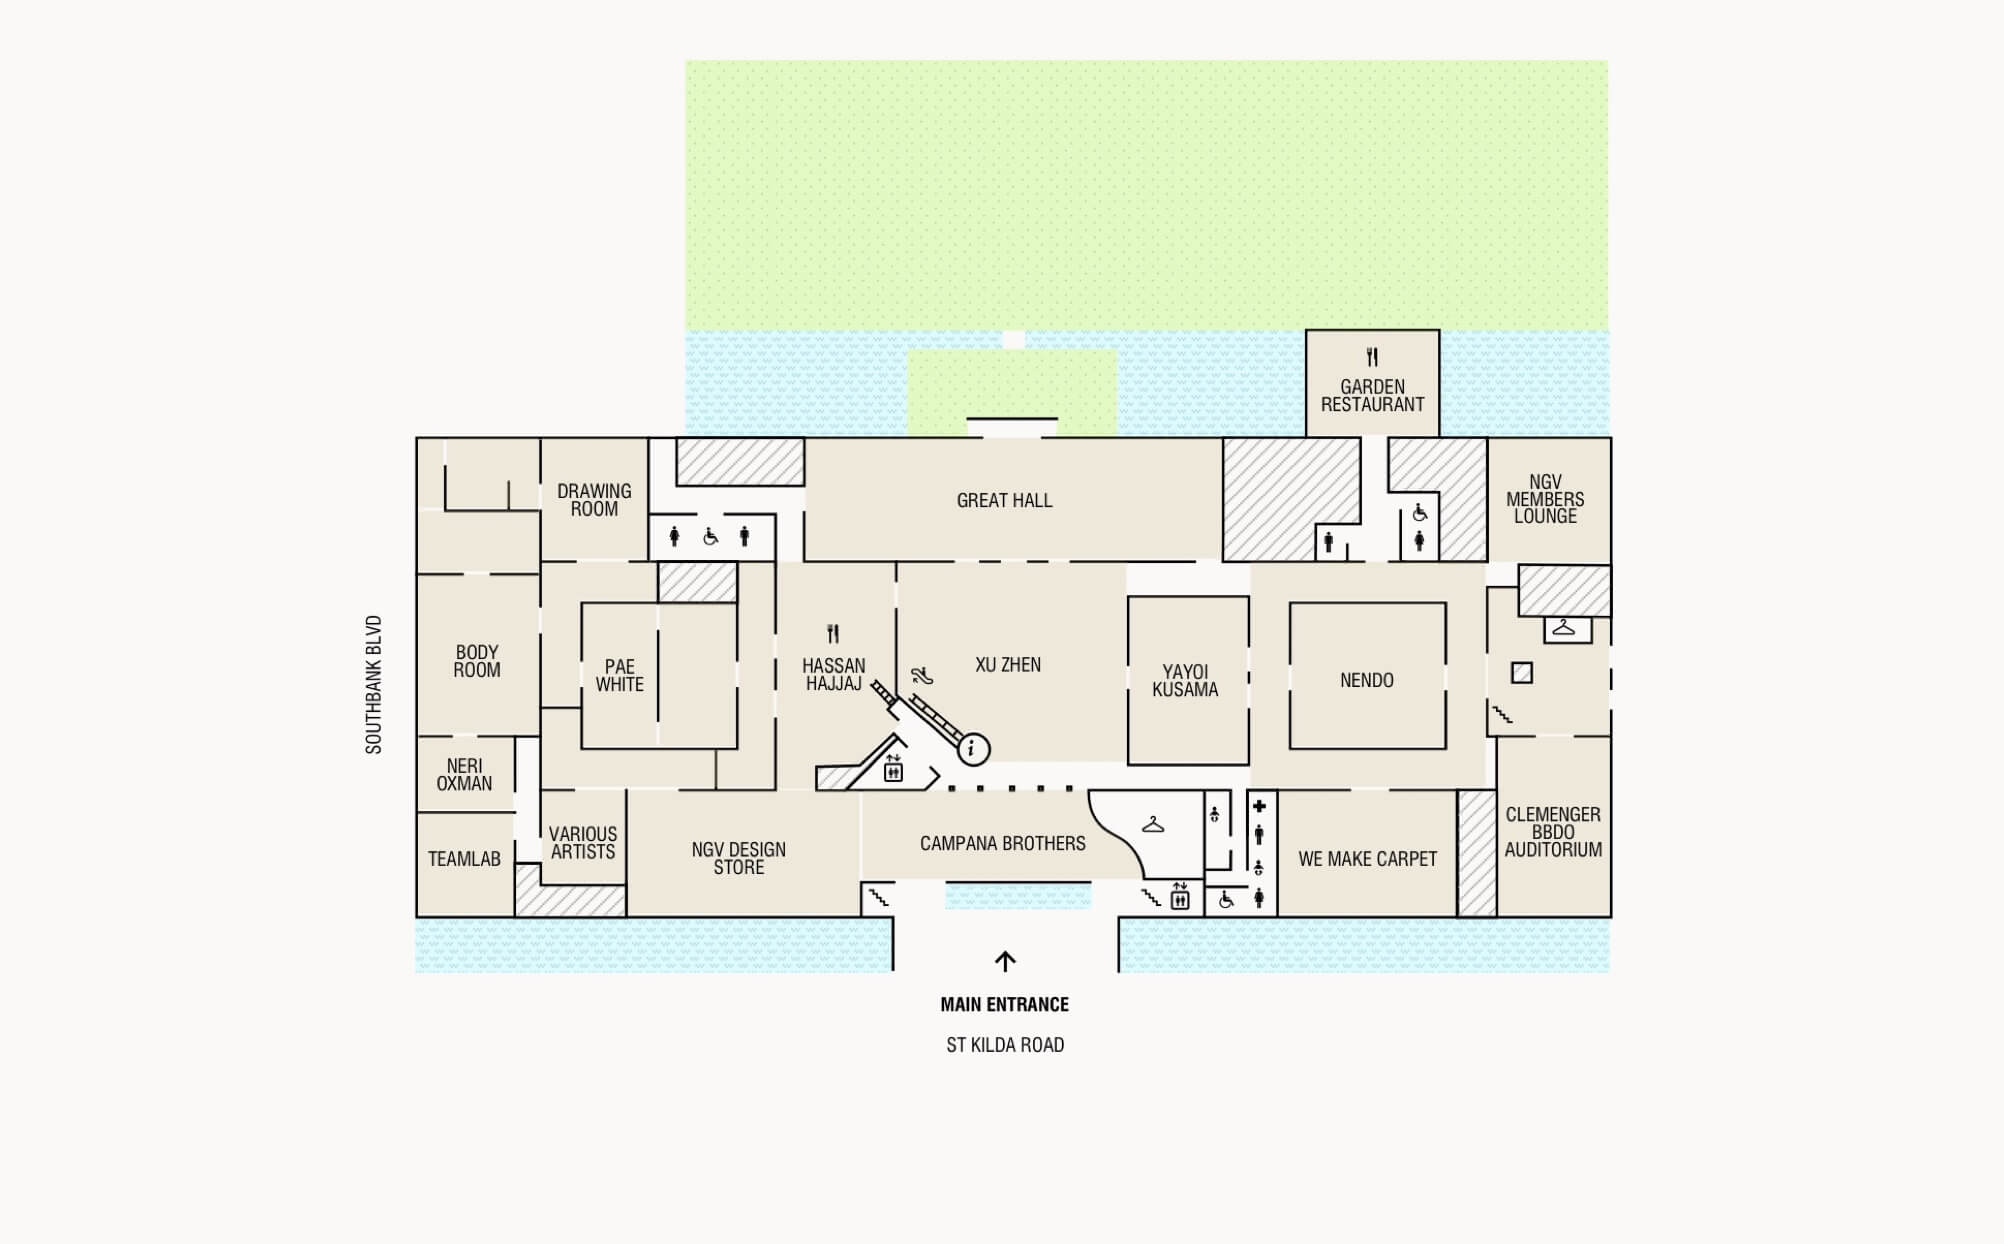 GARDEN
RESTAURANT
DRAWING
ROOM
GREAT HALL
NGV
MEMBERS
LOUNGE
SOUTHBANK BLVD
BODY
ROOM
PAE
WHITE
HASSAN
HAJJAJ
XU ZHEN
YAYOI
KUSAMA
NENDO
i
NERI
OXMAN
TEAMLAB
VARIOUS
ARTISTS
NGV DESIGN
STORE
CAMPANA BROTHERS
WE MAKE CARPET
CLEMENGER
BBDO
AUDITORIUM
MAIN ENTRANCE
ST KILDA ROAD